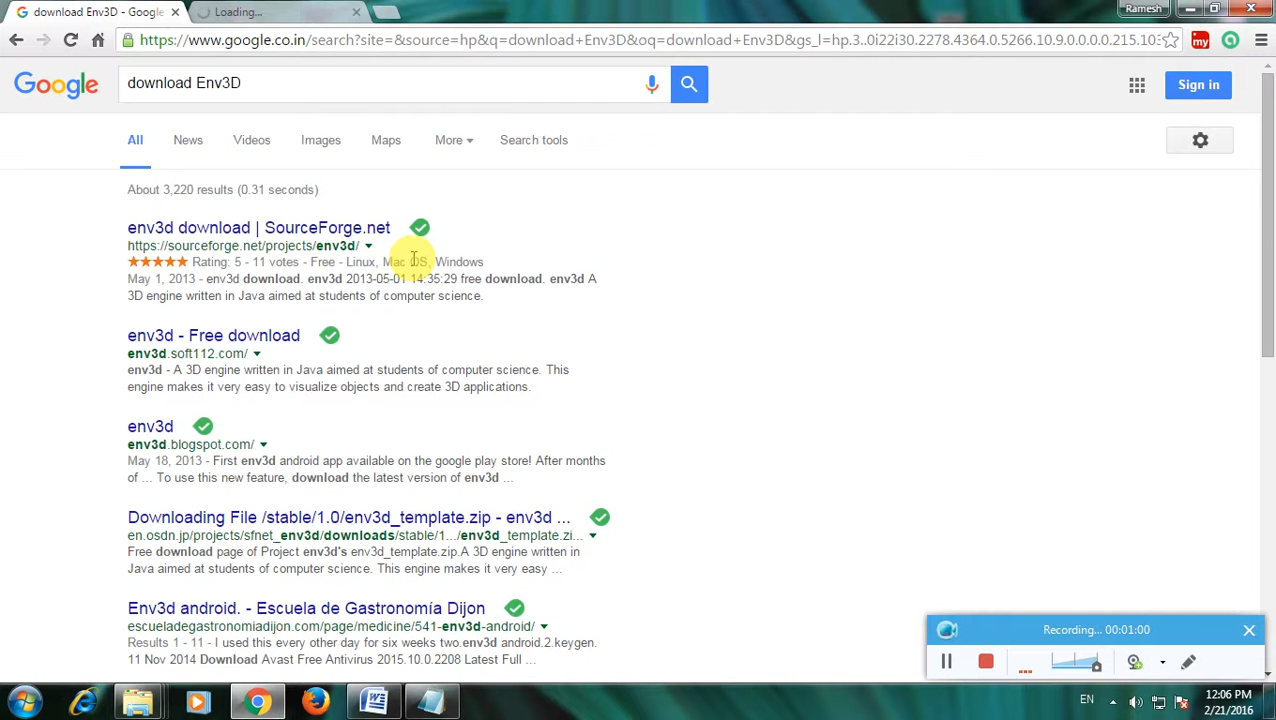 download Env3D - Google
Loading...
Ramesh
https://www.google.co.in/search?site=&source=hp&q=download+Env3D&oq=download+Env3D&gs_l=hp.3..0i22i30.2278.4364.0.5266.10.9.0.0.0.0.215.103
my
Google
download Env3D
Sign in
All
News
Videos
Images
Maps
More
Search tools
About 3,220 results (0.31 seconds)
env3d download | SourceForge.net
https://sourceforge.net/projects/env3d/
Rating: 5 - 11 votes - Free - Linux, Mac OS, Windows
May 1, 2013 - env3d download. env3d 2013-05-01 14:35:29 free download. env3d A
3D engine written in Java aimed at students of computer science.
env3d - Free download
env3d.soft112.com/
env3d - A 3D engine written in Java aimed at students of computer science. This
engine makes it very easy to visualize objects and create 3D applications.
env3d
env3d.blogspot.com/
May 18, 2013 - First env3d android app available on the google play store! After months
of ... To use this new feature, download the latest version of env3d ...
Downloading File /stable/1.0/env3d_template.zip - env3d ...
en.osdn.jp/projects/sfnet_env3d/downloads/stable/1.../env3d_template.zi...
Free download page of Project env3d's env3d_template.zip.A 3D engine written in
Java aimed at students of computer science. This engine makes it very easy ...
Env3d android. - Escuela de Gastronomía Dijon
escueladegastronomiadijon.com/page/medicine/541-env3d-android/
Results 1 - 11 - I used this every other day for six weeks two.env3d android.2.keygen.
11 Nov 2014 Download Avast Free Antivirus 2015.10.0.2208 Latest Full ...
Recording... 00:01:00
EN
12:06 PM
2/21/2016